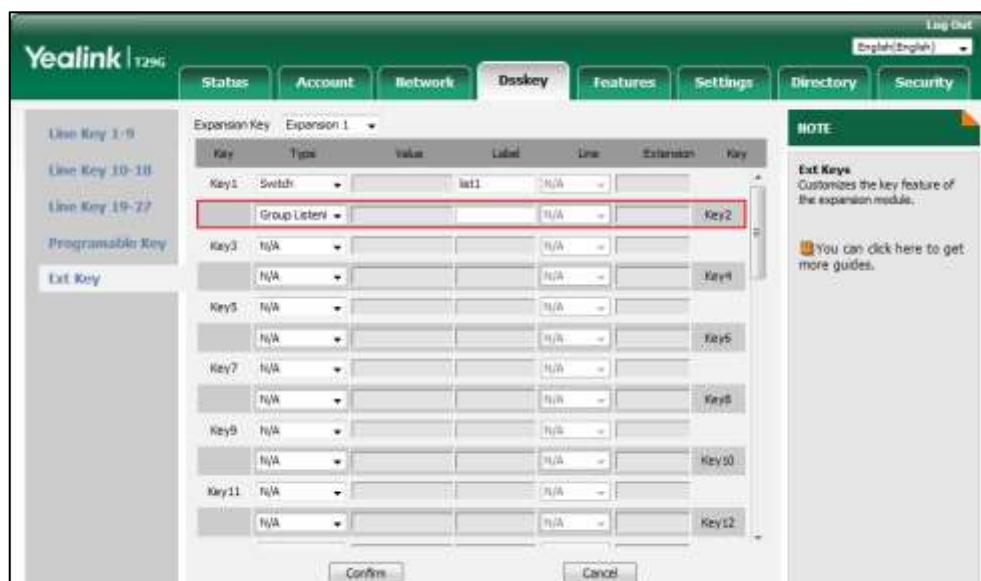 Log Out
Yealink T29G
English(English)
Status Account Network Dsskey Features Settings Directory Security
Line Key 1-9
Line Key 10-18
Line Key 19-27
Programable Key
Ext Key
Expansion Key Expansion 1
Key Type Value Label Line Extension Key
Key1 Switch list1 N/A
Group Listeni N/A Key2
Key3 N/A N/A
N/A N/A Key4
Key5 N/A N/A
N/A N/A Key6
Key7 N/A N/A
N/A N/A Key8
Key9 N/A N/A
N/A N/A Key10
Key11 N/A N/A
N/A N/A Key12
Confirm Cancel
NOTE
Ext Keys
Customizes the key feature of
the expansion module.
You can click here to get
more guides.